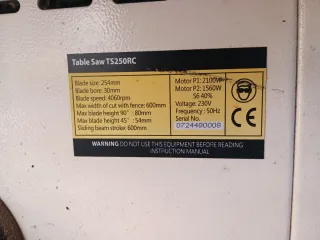 Table Saw TS250RC
Blade size: 254mm
Blade bore: 30mm
Blade speed: 4060rpm
Max width of cut with fence: 600mm
Max blade height 90° :80mm
Max blade height 45° :54mm
Sliding beam stroke: 600mm
Motor P1: 2100W
Motor P2: 1560W
S6 40%
Voltage: 230V
Frequency : 50Hz
Serial No.
0724490008
CE
WARNING DO NOT USE THIS EQUIPMENT BEFORE READING
INSTRUCTION MANUAL